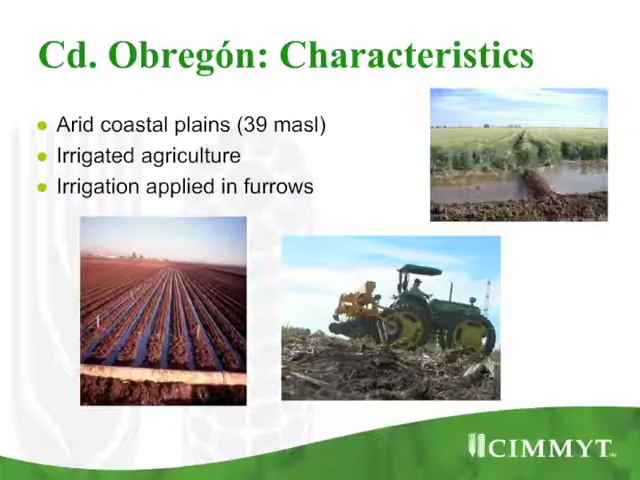 Cd. Obregón: Characteristics
Arid coastal plains (39 masl)
Irrigated agriculture
Irrigation applied in furrows
CIMMYT